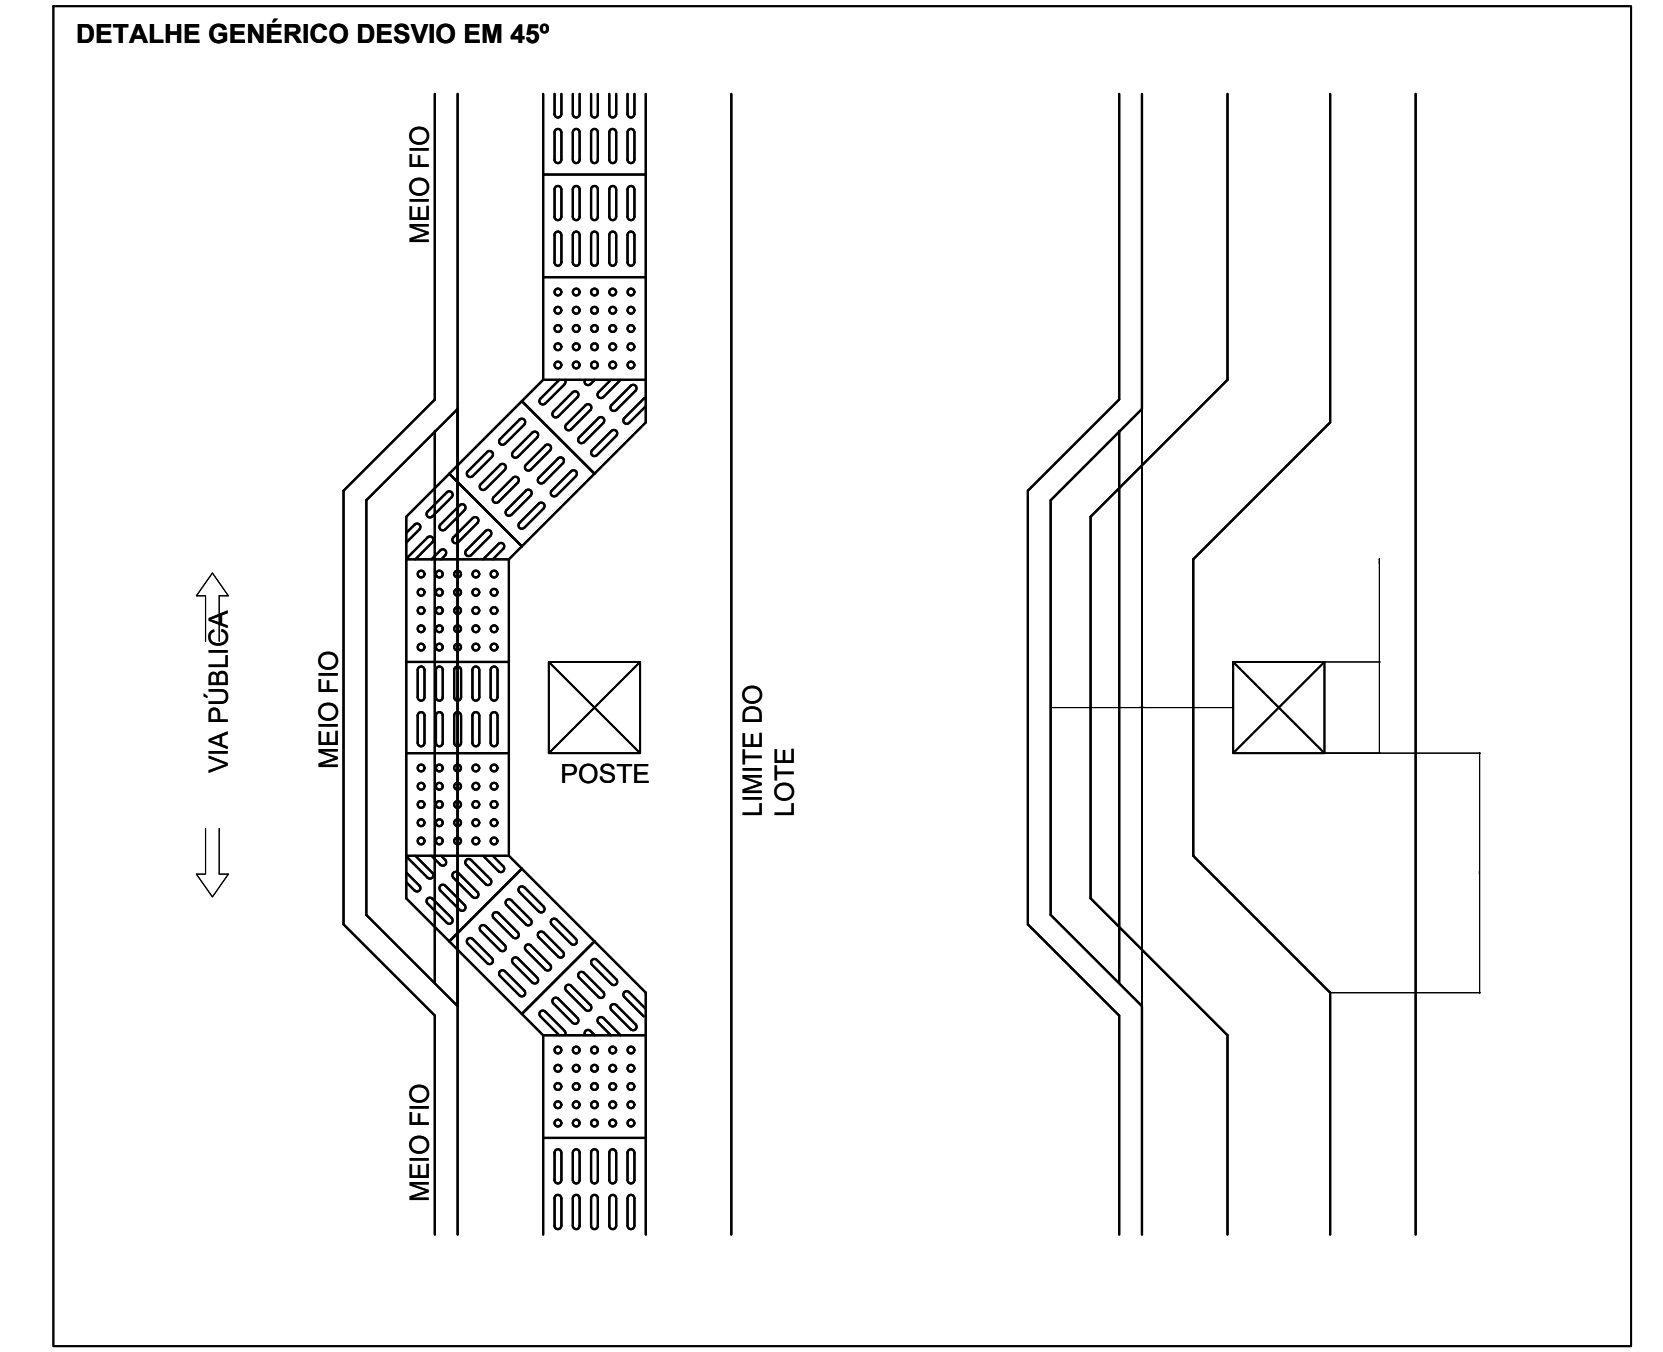 DETALHE GENÉRICO DESVIO EM 45º
MEIO FIO
VIA PÚBLICA
MEIO FIO
POSTE
LIMITE DO
LOTE
MEIO FIO